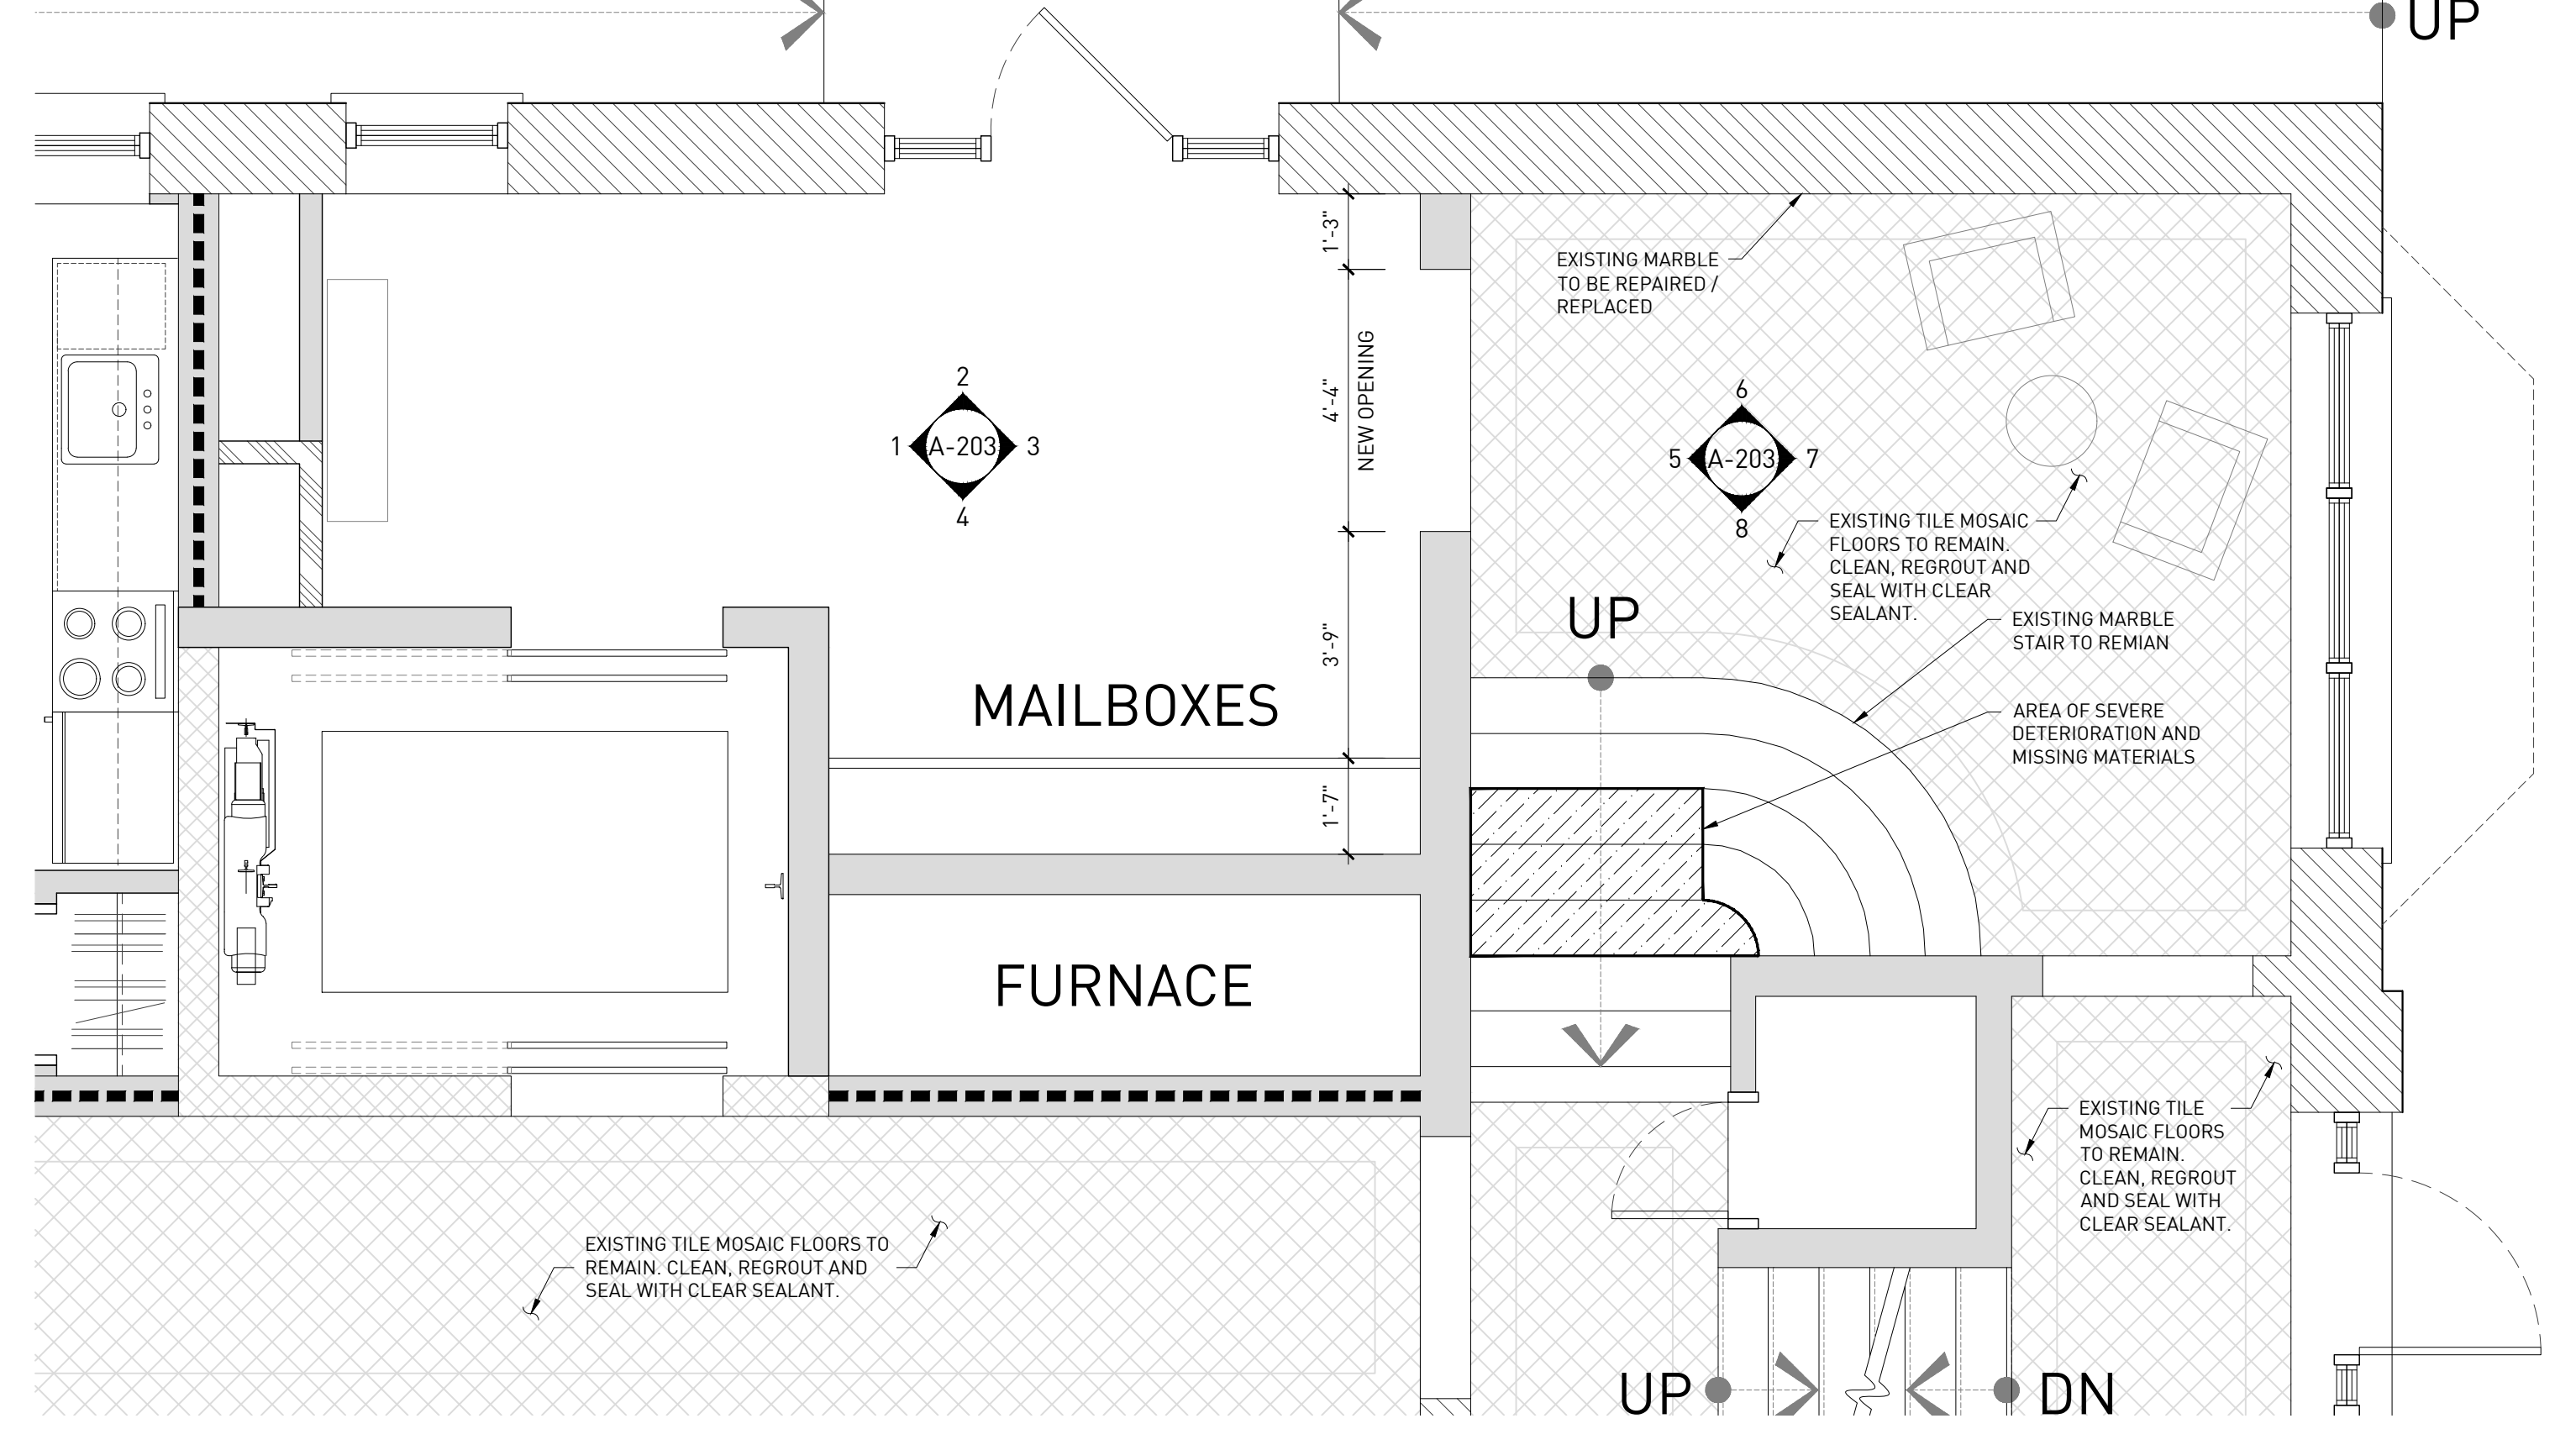 UP
1'-3"
EXISTING MARBLE
TO BE REPAIRED /
REPLACED
4'-4"
NEW OPENING
2
1
A-203
3
4
6
5
A-203
7
8
EXISTING TILE MOSAIC
FLOORS TO REMAIN.
CLEAN, REGROUT AND
SEAL WITH CLEAR
SEALANT.
UP
EXISTING MARBLE
STAIR TO REMIAN
3'-9"
MAILBOXES
AREA OF SEVERE
DETERIORATION AND
MISSING MATERIALS
1'-7"
FURNACE
EXISTING TILE
MOSAIC FLOORS
TO REMAIN.
CLEAN, REGROUT
AND SEAL WITH
CLEAR SEALANT.
EXISTING TILE MOSAIC FLOORS TO
REMAIN. CLEAN, REGROUT AND
SEAL WITH CLEAR SEALANT.
UP
DN